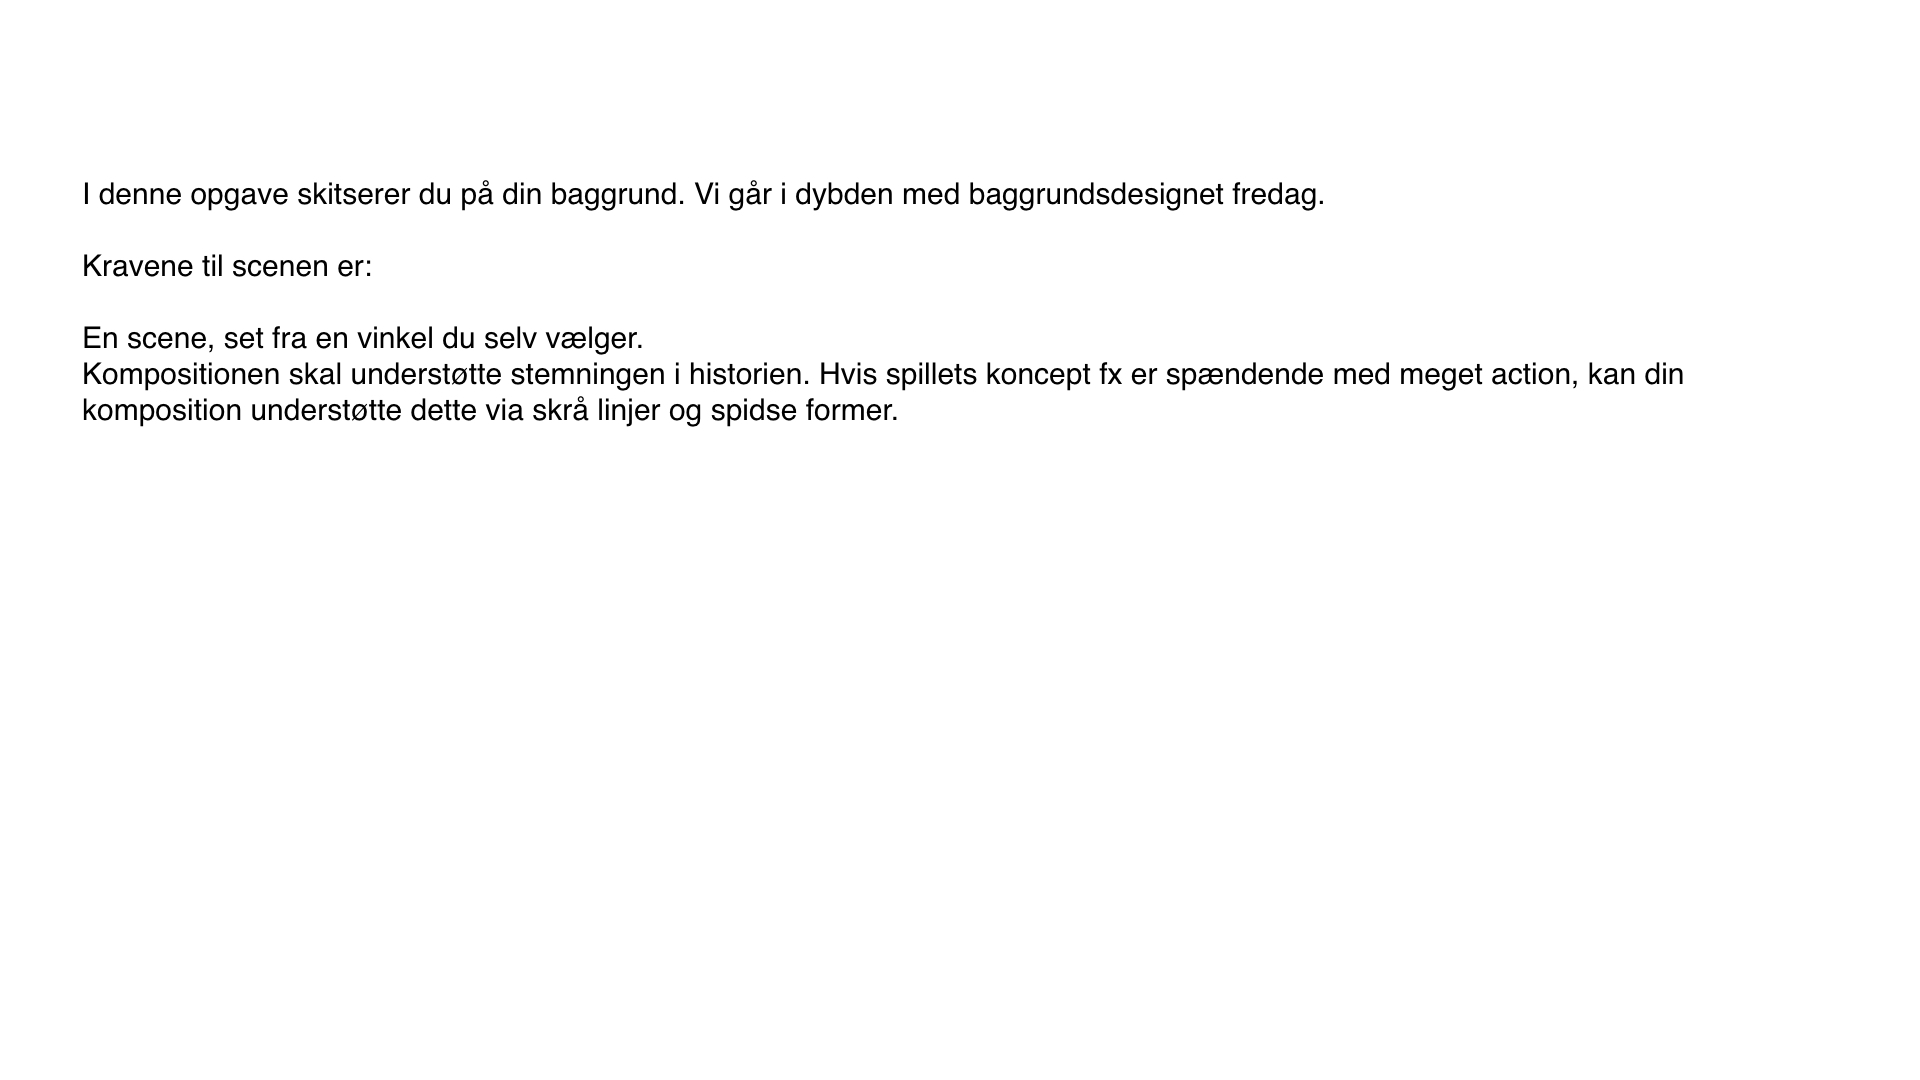 I denne opgave skitserer du på din baggrund. Vi går i dybden med baggrundsdesignet fredag.
Kravene til scenen er:
En scene, set fra en vinkel du selv vælger.
Kompositionen skal understøtte stemningen i historien. Hvis spillets koncept fx er spændende med meget action, kan din
komposition understøtte dette via skrå linjer og spidse former.